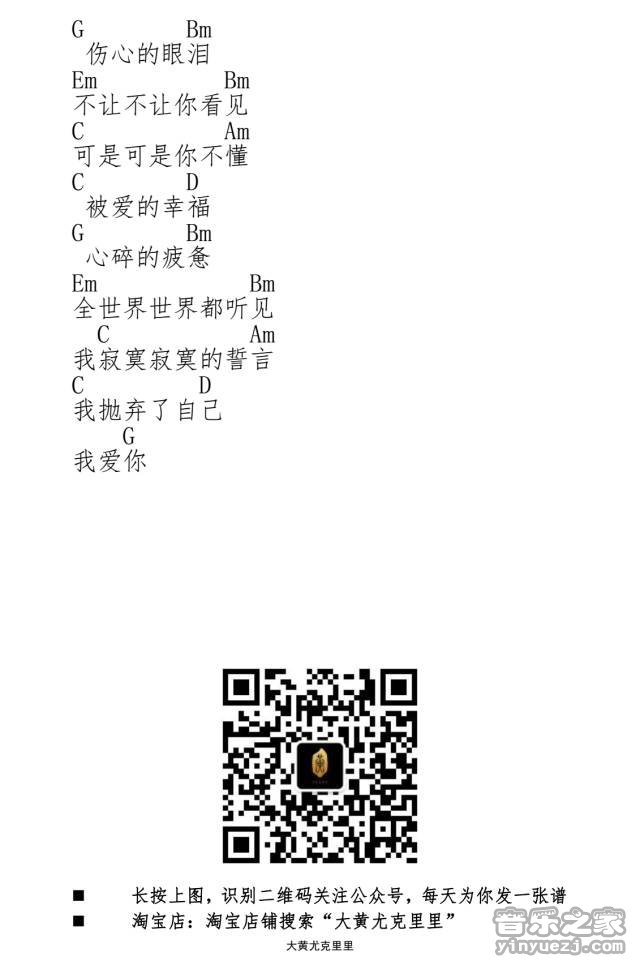 G Bm
伤心的眼泪
Em Bm
不让不让你看见
C Am
可是可是你不懂
C D
被爱的幸福
G Bm
心碎的疲惫
Em Bm
全世界世界都听见
C Am
我寂寞寂寞的誓言
C D
我抛弃了自己
G
我爱你
■ 长按上图，识别二维码关注公众号，每天为你发一张谱
■ 淘宝店：淘宝店铺搜索“大黄尤克里里”
大黄尤克里里
音乐之家
yinyuezj.com